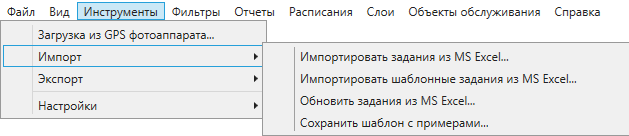 Файл Вид Инструменты Фильтры Отчеты Расписания Слои Объекты обслуживания Справка
Загрузка из GPS фотоаппарата...
Импорт
Экспорт
Настройки
Импортировать задания из MS Excel...
Импортировать шаблонные задания из MS Excel...
Обновить задания из MS Excel...
Сохранить шаблон с примерами...